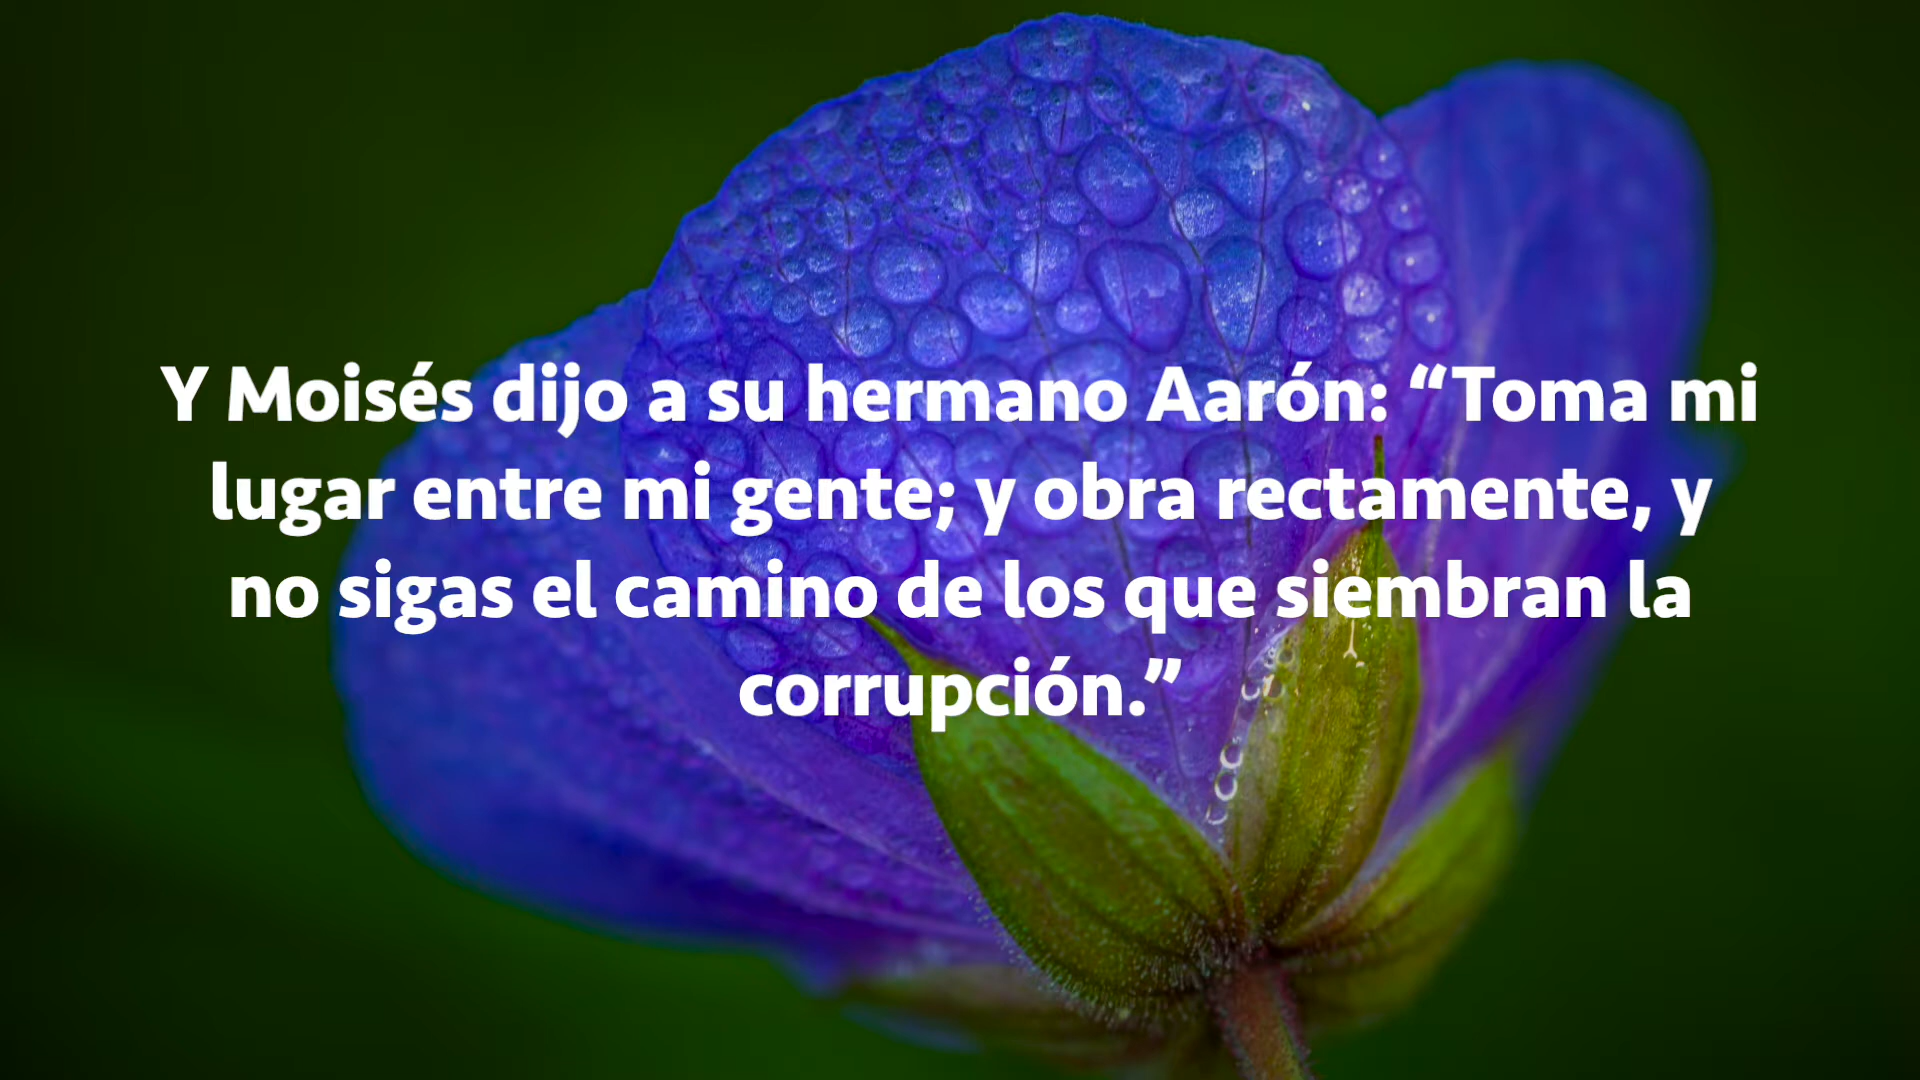 Y Moisés dijo a su hermano Aarón: “Toma mi
lugar entre mi gente; y obra rectamente, y
no sigas el camino de los que siembran la
corrupción.”